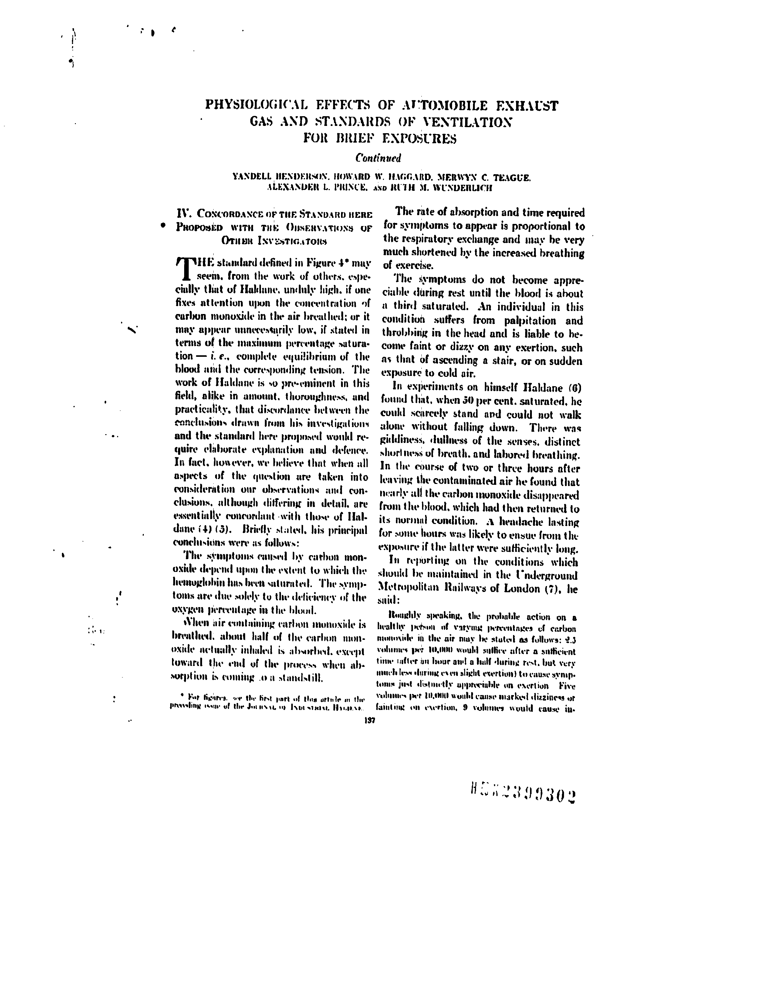 PHYSIOLOGICAL EFFECTS OF AUTOMOBILE EXHAUST
GAS AND STANDARDS OF VENTILATION
FOR BRIEF EXPOSURES
Continued
YANDELL HENDERSON, HOWARD W. HAGGARD, MERWYN C. TEAGUE,
ALEXANDER L. PRINCE, AND RUTH M. WUNDERLICH
IV. CONCORDANCE OF THE STANDARD HERE
PROPOSED WITH THE OBSERVATIONS OF
OTHER INVESTIGATORS
THE standard defined in Figure 4* may
seem, from the work of others, espe-
cially that of Haldane, unduly high, if one
fixes attention upon the concentration of
carbon monoxide in the air breathed; or it
may appear unnecessarily low, if stated in
terms of the maximum percentage satura-
tion — i. e., complete equilibrium of the
blood and the corresponding tension. The
work of Haldane is so pre-eminent in this
field, alike in amount, thoroughness, and
practicality, that discordance between the
conclusions drawn from his investigations
and the standard here proposed would re-
quire elaborate explanation and defence.
In fact, however, we believe that when all
aspects of the question are taken into
consideration our observations and con-
clusions, although differing in detail, are
essentially concordant with those of Hal-
dane (4) (5). Briefly stated, his principal
conclusions were as follows:
The symptoms caused by carbon mon-
oxide depend upon the extent to which the
hemoglobin has been saturated. The symp-
toms are due solely to the deficiency of the
oxygen percentage in the blood.
When air containing carbon monoxide is
breathed, about half of the carbon mon-
oxide actually inhaled is absorbed, except
toward the end of the process when ab-
sorption is coming to a standstill.
* For figures, see the first part of this article in the
preceding issue of the JOURNAL OF INDUSTRIAL HYGIENE.
The rate of absorption and time required
for symptoms to appear is proportional to
the respiratory exchange and may be very
much shortened by the increased breathing
of exercise.
The symptoms do not become appre-
ciable during rest until the blood is about
a third saturated. An individual in this
condition suffers from palpitation and
throbbing in the head and is liable to be-
come faint or dizzy on any exertion, such
as that of ascending a stair, or on sudden
exposure to cold air.
In experiments on himself Haldane (6)
found that, when 50 per cent. saturated, he
could scarcely stand and could not walk
alone without falling down. There was
giddiness, dullness of the senses, distinct
shortness of breath, and labored breathing.
In the course of two or three hours after
leaving the contaminated air he found that
nearly all the carbon monoxide disappeared
from the blood, which had then returned to
its normal condition. A headache lasting
for some hours was likely to ensue from the
exposure if the latter were sufficiently long.
In reporting on the conditions which
should be maintained in the Underground
Metropolitan Railways of London (7), he
said:
Roughly speaking, the probable action on a
healthy person of varying percentages of carbon
monoxide in the air may be stated as follows: 2.5
volumes per 10,000 would suffice after a sufficient
time (after an hour and a half during rest, but very
much less during even slight exertion) to cause symp-
toms just distinctly appreciable on exertion Five
volumes per 10,000 would cause marked dizziness or
fainting on exertion, 9 volumes would cause in-
197
2399302